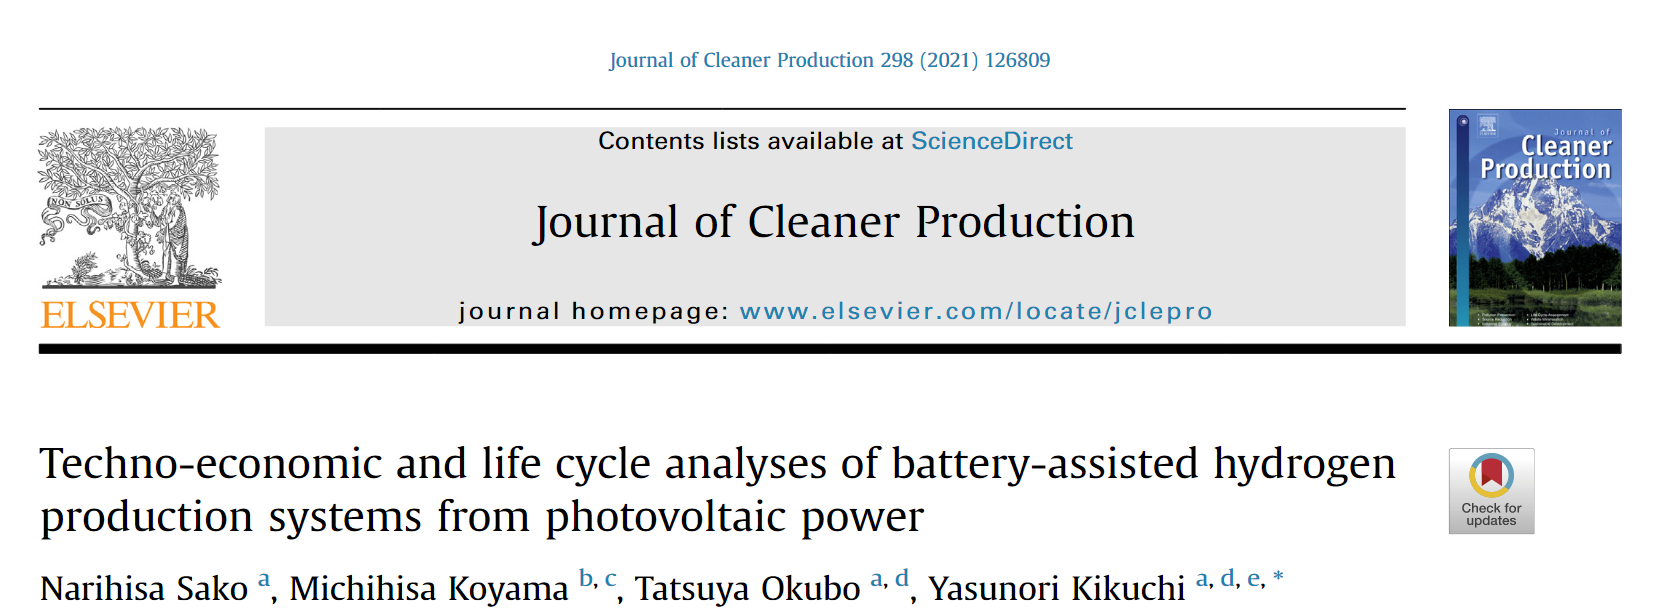 Journal of Cleaner Production 298 (2021) 126809
Contents lists available at ScienceDirect
Journal of Cleaner Production
journal homepage: www.elsevier.com/locate/jclepro
NON SOLUS
ELSEVIER
Journal of
Cleaner
Production
Techno-economic and life cycle analyses of battery-assisted hydrogen
production systems from photovoltaic power
Check for
updates
Narihisa Sako a, Michihisa Koyama b, c, Tatsuya Okubo a, d, Yasunori Kikuchi a, d, e, *